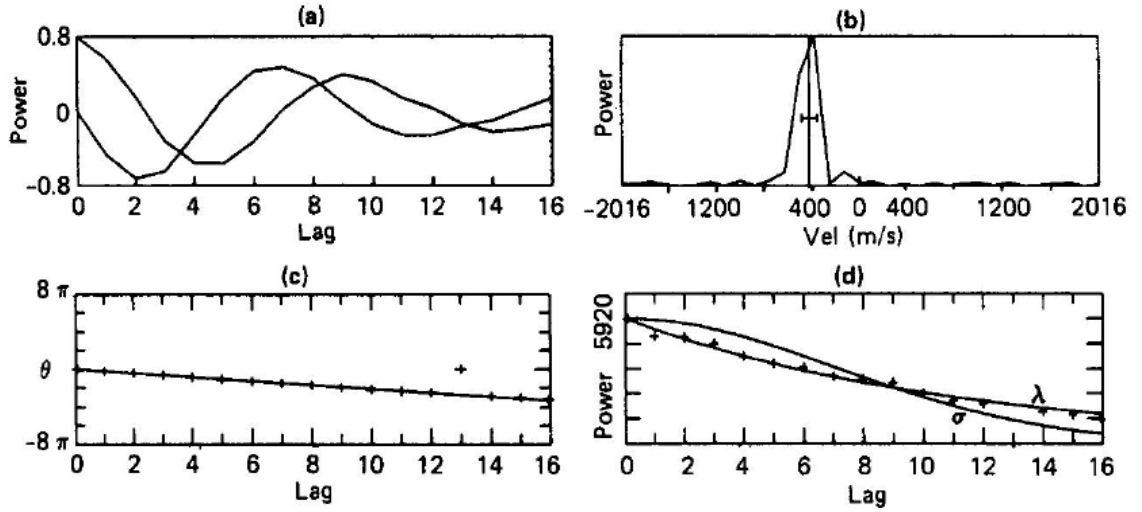 (a)
0.8
0
-0.8
Power
0 2 4 6 8 10 12 14 16
Lag
(b)
Power
-2016 1200 400 0 400 1200 2016
Vel (m/s)
(c)
8 π
θ
-8 π
0 2 4 6 8 10 12 14 16
Lag
(d)
5920
Power
λ
σ
0 2 4 6 8 10 12 14 16
Lag